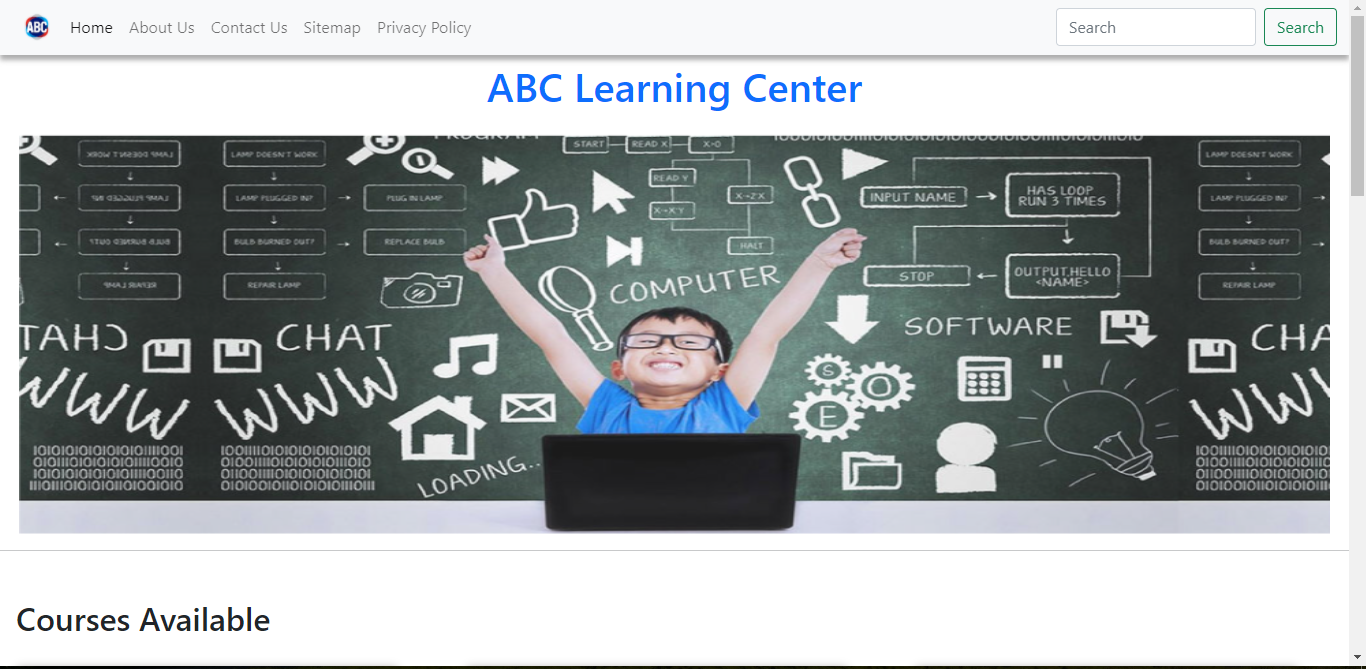 ABC Home About Us Contact Us Sitemap Privacy Policy Search Search
ABC Learning Center
PROGRAM
START READ X X-0
LAMP DOESN'T WORK
LAMP DOESN'T WORK
READ Y
LAMP PLUGGED IN?
PLUG IN LAMP
X→ZX
INPUT NAME
HAS LOOP
RUN 3 TIMES
LAMP PLUGGED IN?
X→XY
BULB BURNED OUT?
REPLACE BULB
HALT
BULB BURNED OUT?
REPAIR LAMP
COMPUTER
STOP
OUTPUT,HELLO
<NAME>
REPAIR LAMP
CHAT
CHAT
SOFTWARE
CHA
WWW
WWW
S
O
E
LOADING..
Courses Available